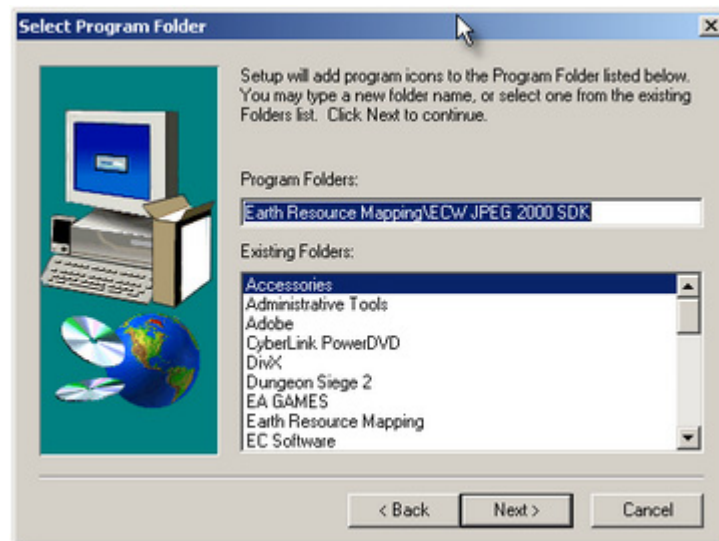 Select Program Folder
Setup will add program icons to the Program Folder listed below.
You may type a new folder name, or select one from the existing
Folders list. Click Next to continue.
Program Folders:
Earth Resource Mapping\ECW JPEG 2000 SDK
Existing Folders:
Accessories
Administrative Tools
Adobe
CyberLink PowerDVD
DivX
Dungeon Siege 2
EA GAMES
Earth Resource Mapping
EC Software
< Back
Next >
Cancel